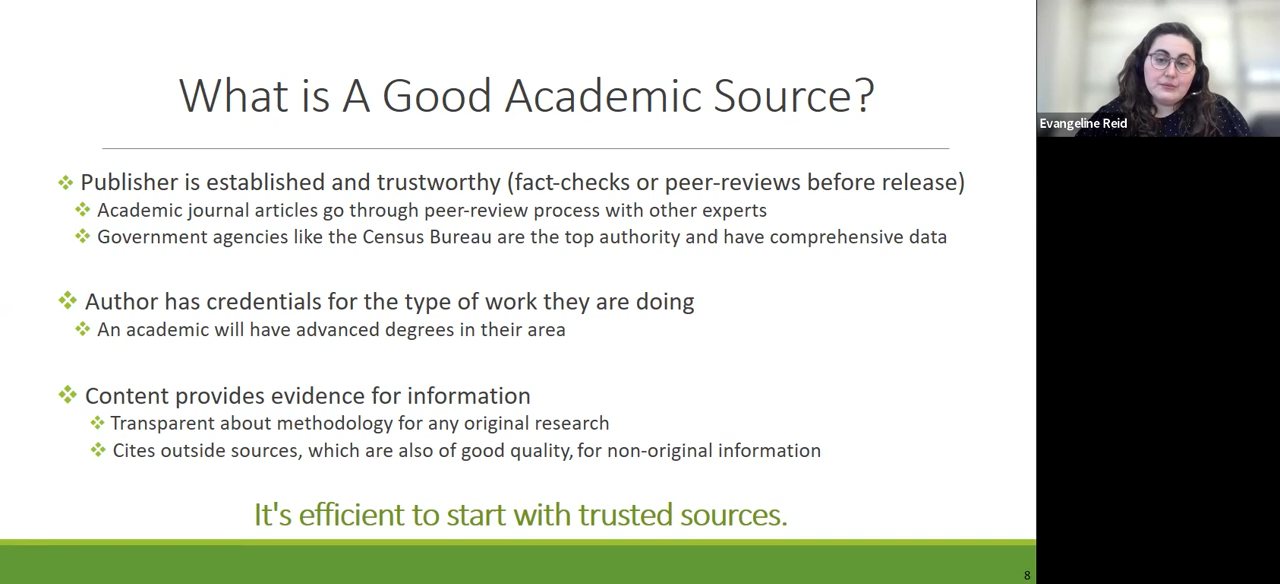 What is A Good Academic Source?
Publisher is established and trustworthy (fact-checks or peer-reviews before release)
Academic journal articles go through peer-review process with other experts
Government agencies like the Census Bureau are the top authority and have comprehensive data
Author has credentials for the type of work they are doing
An academic will have advanced degrees in their area
Content provides evidence for information
Transparent about methodology for any original research
Cites outside sources, which are also of good quality, for non-original information
It's efficient to start with trusted sources.
8
Evangeline Reid